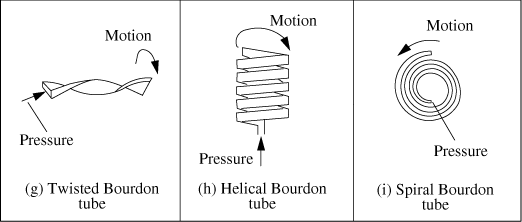 Motion
Pressure
(g) Twisted Bourdon
tube
Motion
Pressure
(h) Helical Bourdon
tube
Motion
Pressure
(i) Spiral Bourdon
tube